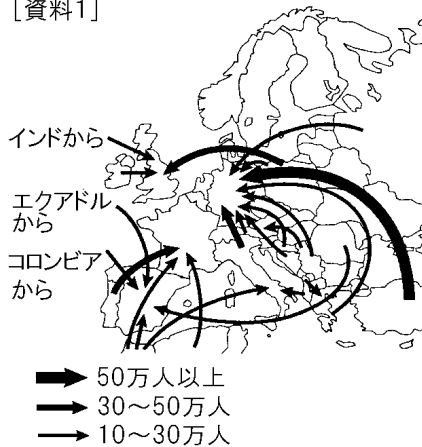 [資料1]
インドから
エクアドル
から
コロンビア
から
50万人以上
30～50万人
10～30万人